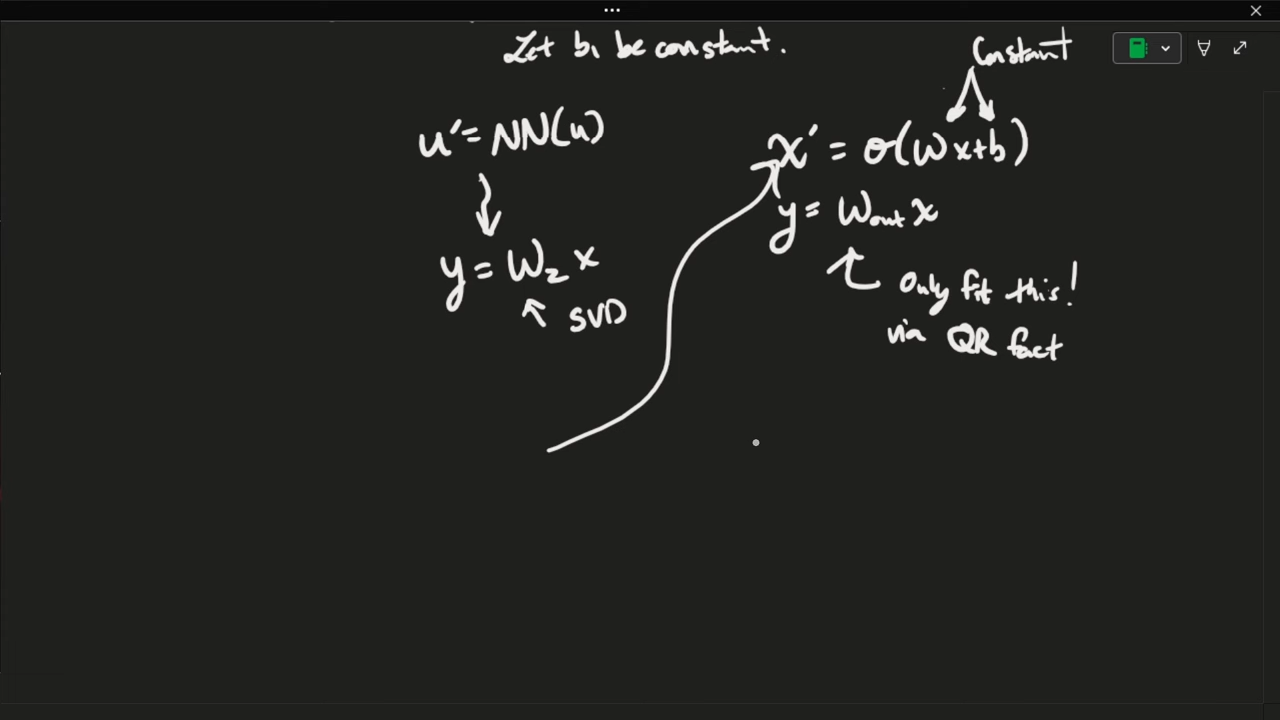 Let b₁ be constant.
Constant
u' = NN(u)
x' = σ(Wx+b)
y = W_out x
y = W₂ x
SVD
only fit this!
via QR fact